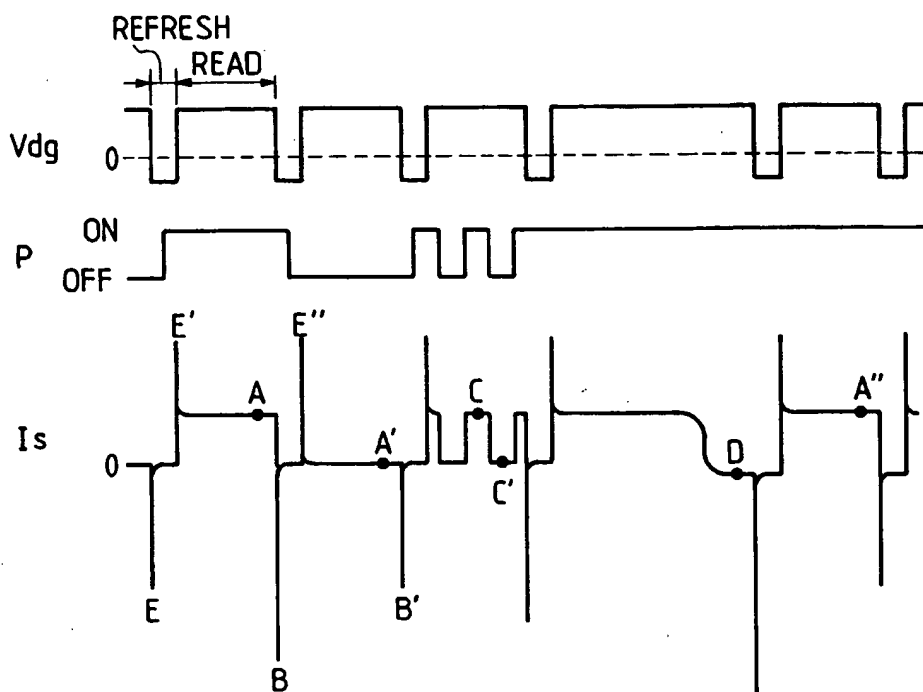 REFRESH
READ
Vdg
0
P
ON
OFF
E' E''
A A' C C' D A''
Is
0
E B B'